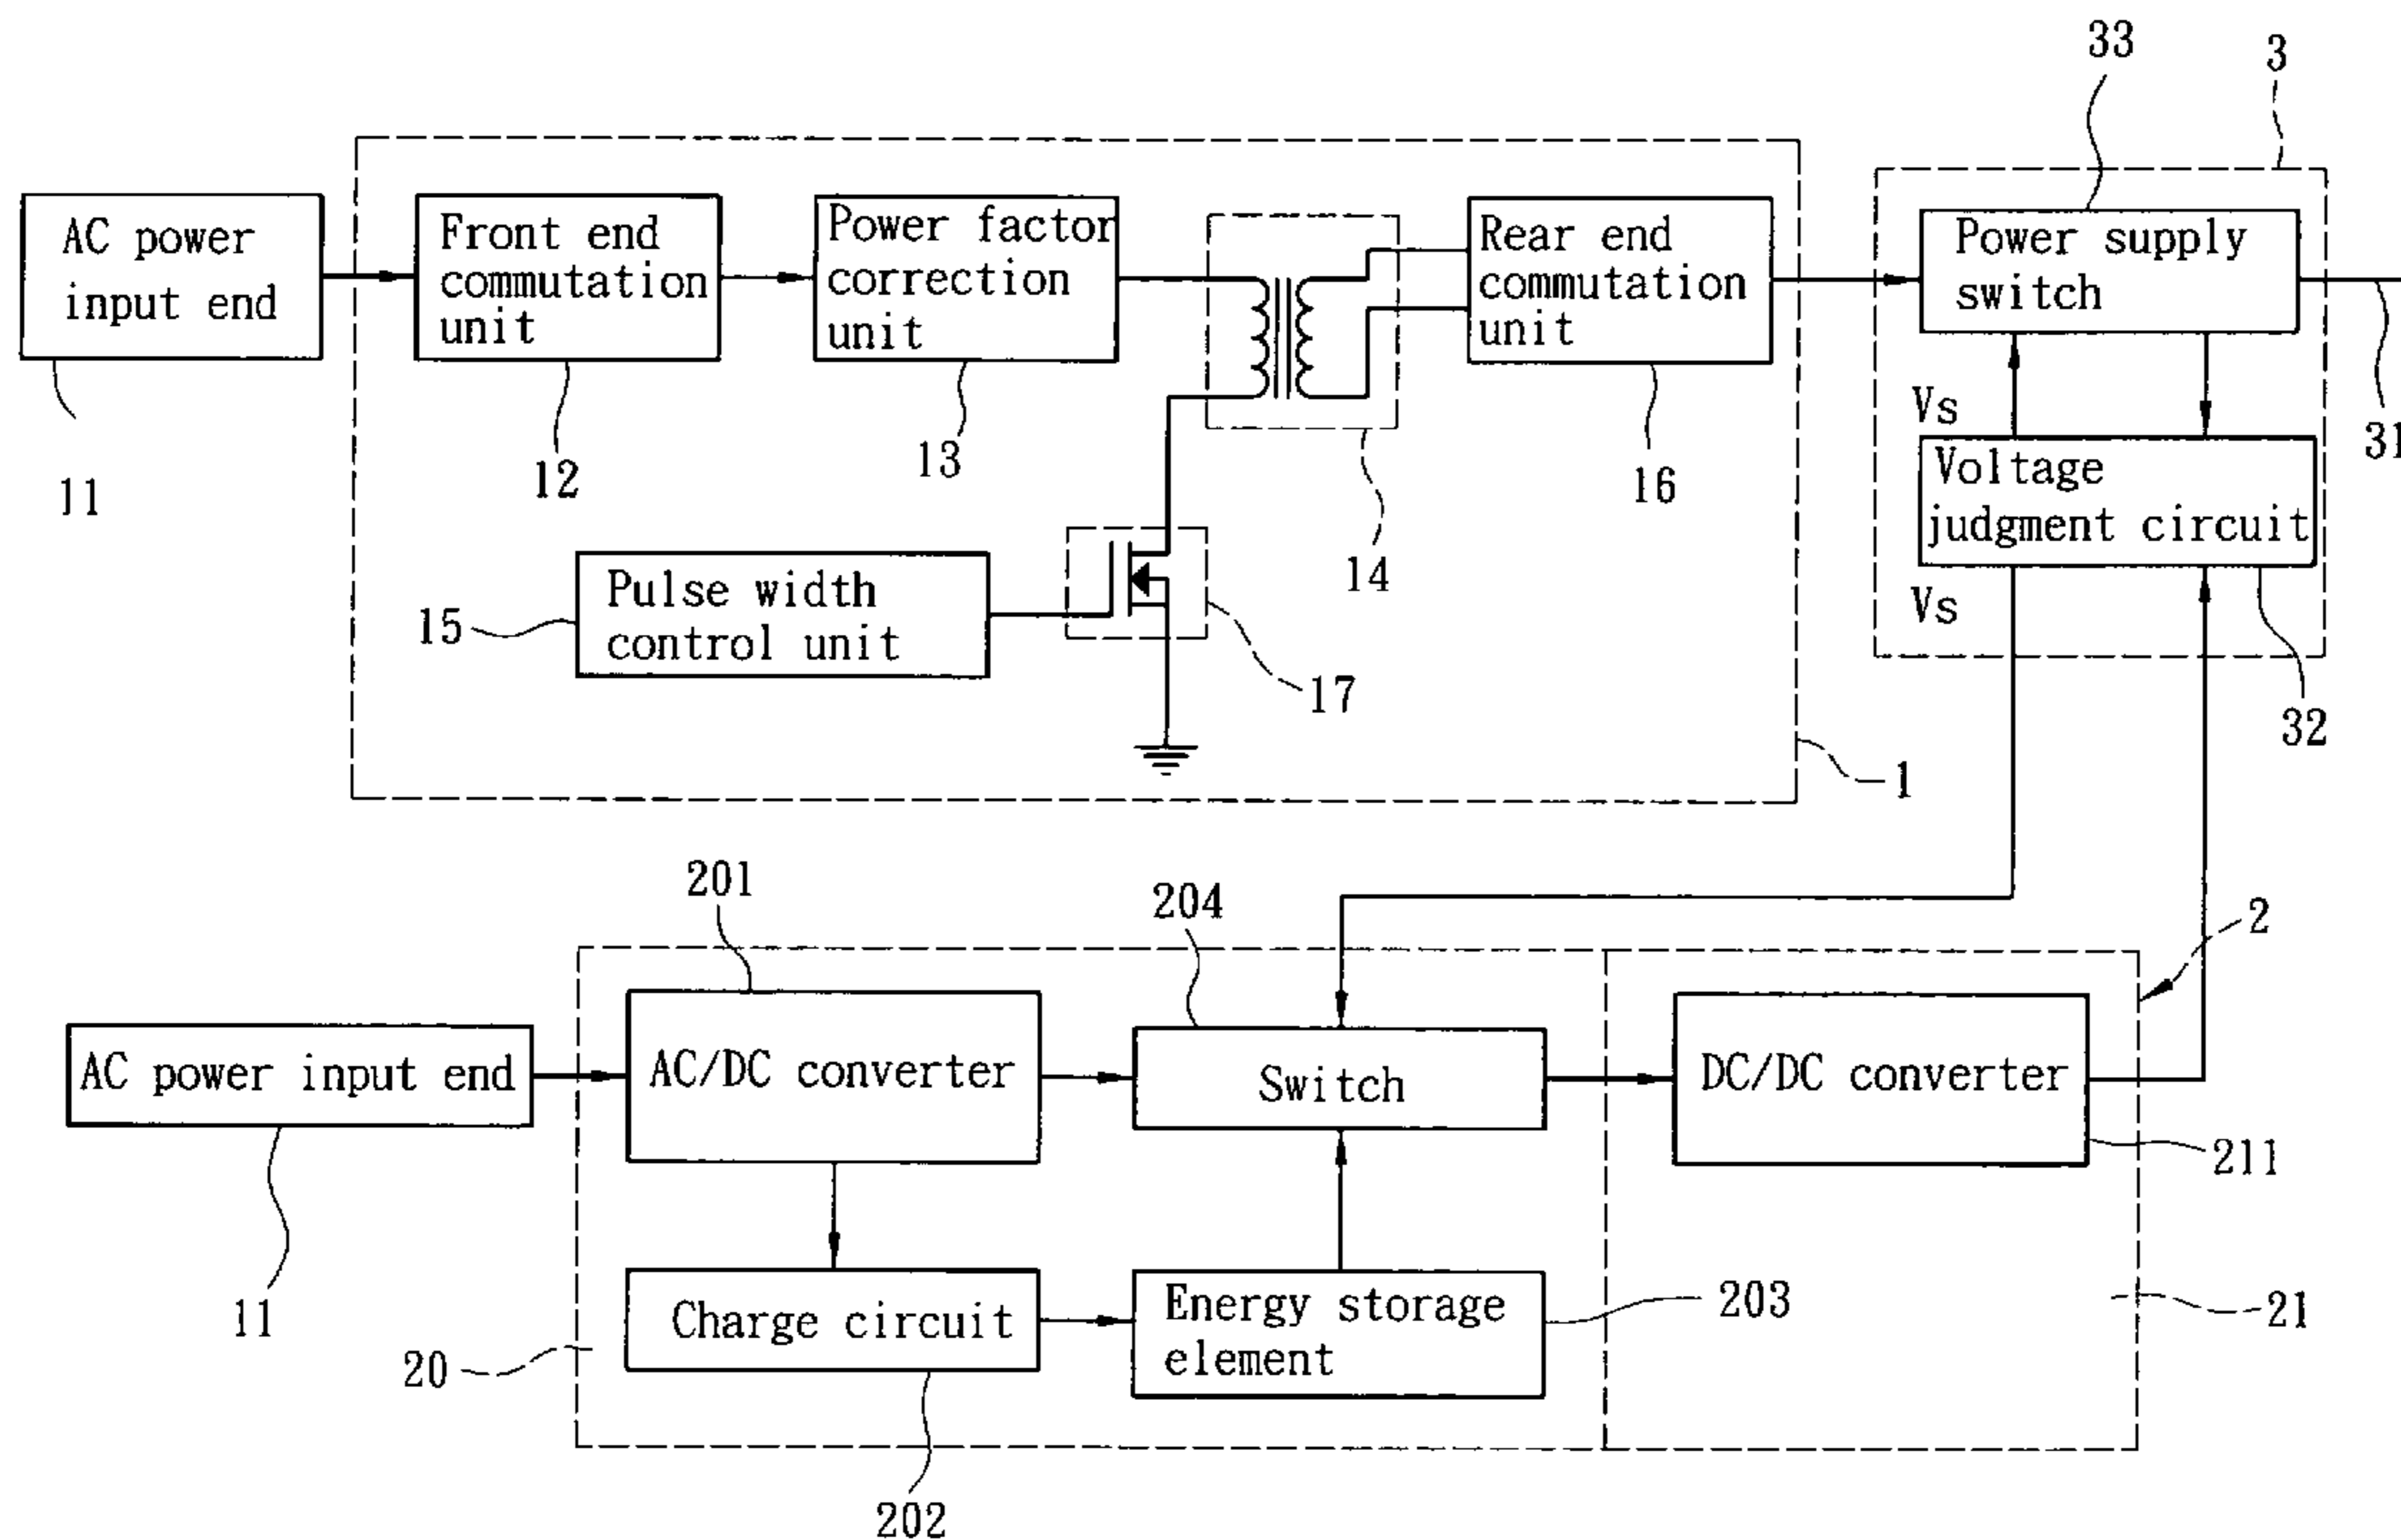 33
3
AC power
input end
Front end
commutation
unit
Power factor
correction
unit
Rear end
commutation
unit
Power supply
switch
11
12
13
14
16
31
Vs
Voltage
judgment circuit
Vs
15
Pulse width
control unit
17
32
1
201
204
2
AC power input end
AC/DC converter
Switch
DC/DC converter
211
11
Charge circuit
Energy storage
element
203
21
20
202